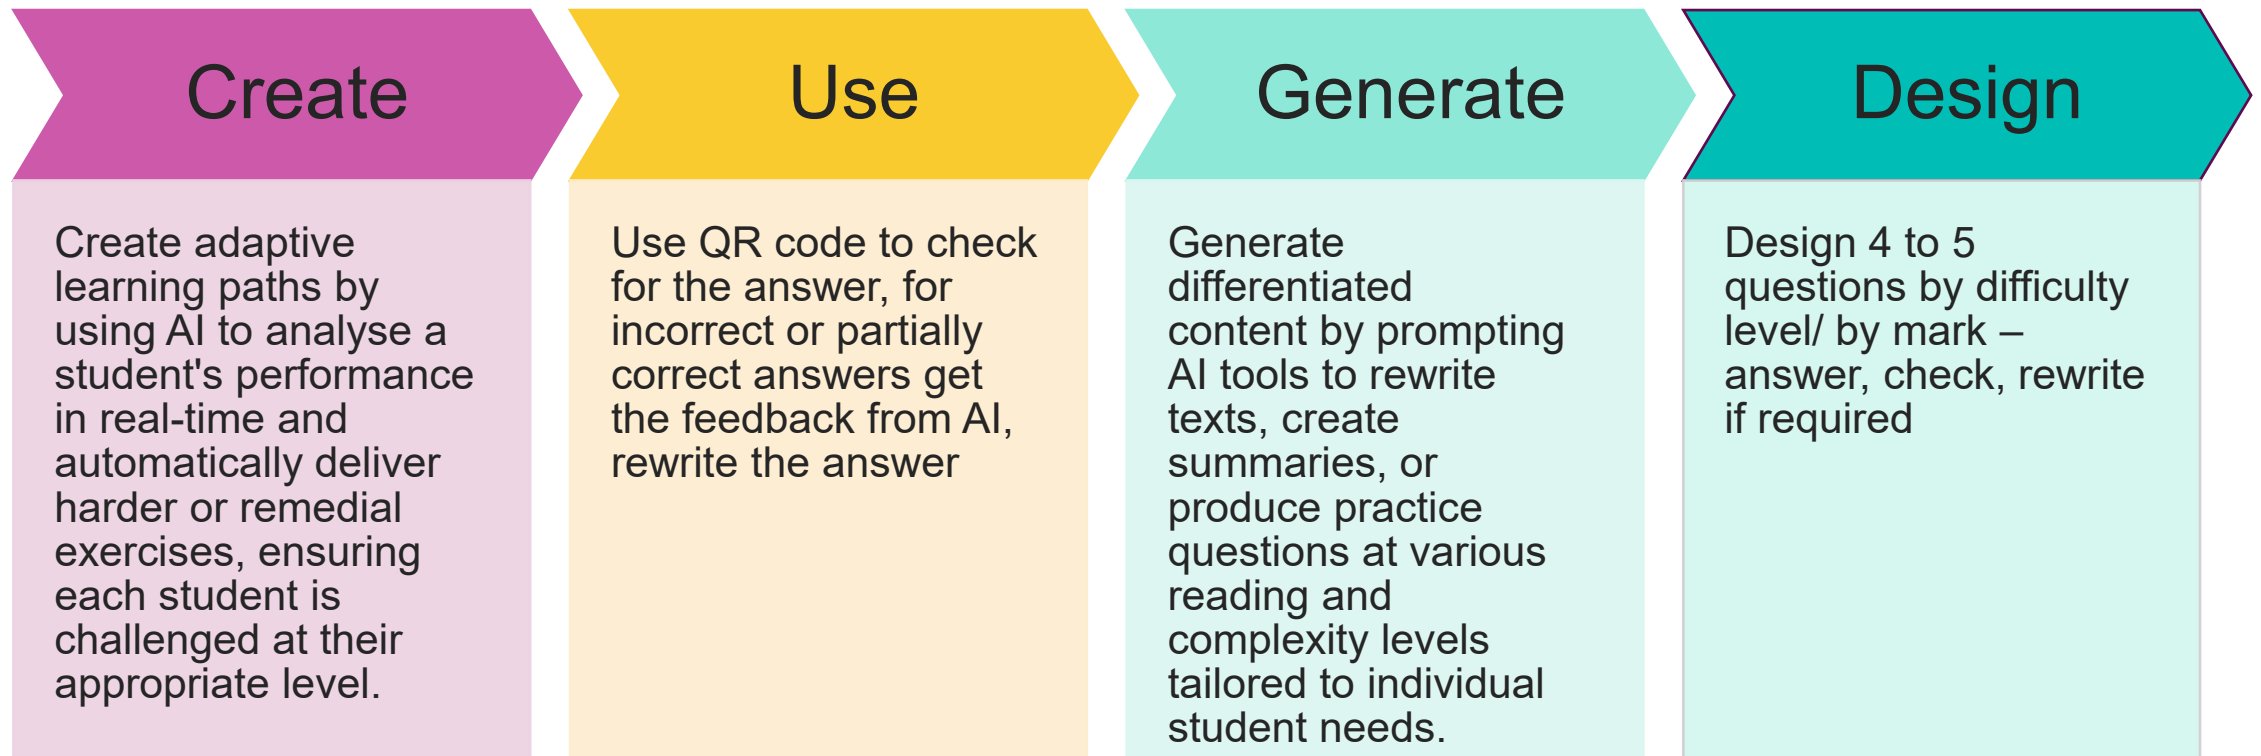 Create
Create adaptive
learning paths by
using AI to analyse a
student's performance
in real-time and
automatically deliver
harder or remedial
exercises, ensuring
each student is
challenged at their
appropriate level.
Use
Use QR code to check
for the answer, for
incorrect or partially
correct answers get
the feedback from AI,
rewrite the answer
Generate
Generate
differentiated
content by prompting
AI tools to rewrite
texts, create
summaries, or
produce practice
questions at various
reading and
complexity levels
tailored to individual
student needs.
Design
Design 4 to 5
questions by difficulty
level/ by mark –
answer, check, rewrite
if required